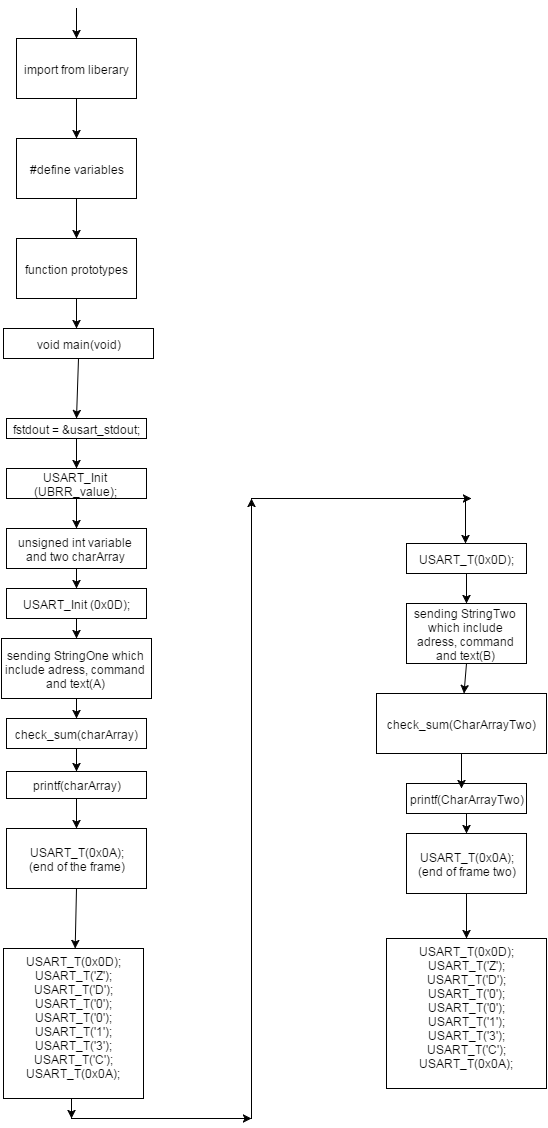 import from liberary
#define variables
function prototypes
void main(void)
fstdout = &usart_stdout;
USART_Init
(UBRR_value);
unsigned int variable
and two charArray
USART_Init (0x0D);
sending StringOne which
include adress, command
and text(A)
check_sum(charArray)
printf(charArray)
USART_T(0x0A);
(end of the frame)
USART_T(0x0D);
USART_T('Z');
USART_T('D');
USART_T('0');
USART_T('0');
USART_T('1');
USART_T('3');
USART_T('C');
USART_T(0x0A);
USART_T(0x0D);
sending StringTwo
which include
adress, command
and text(B)
check_sum(CharArrayTwo)
printf(CharArrayTwo)
USART_T(0x0A);
(end of frame two)
USART_T(0x0D);
USART_T('Z');
USART_T('D');
USART_T('0');
USART_T('0');
USART_T('1');
USART_T('3');
USART_T('C');
USART_T(0x0A);